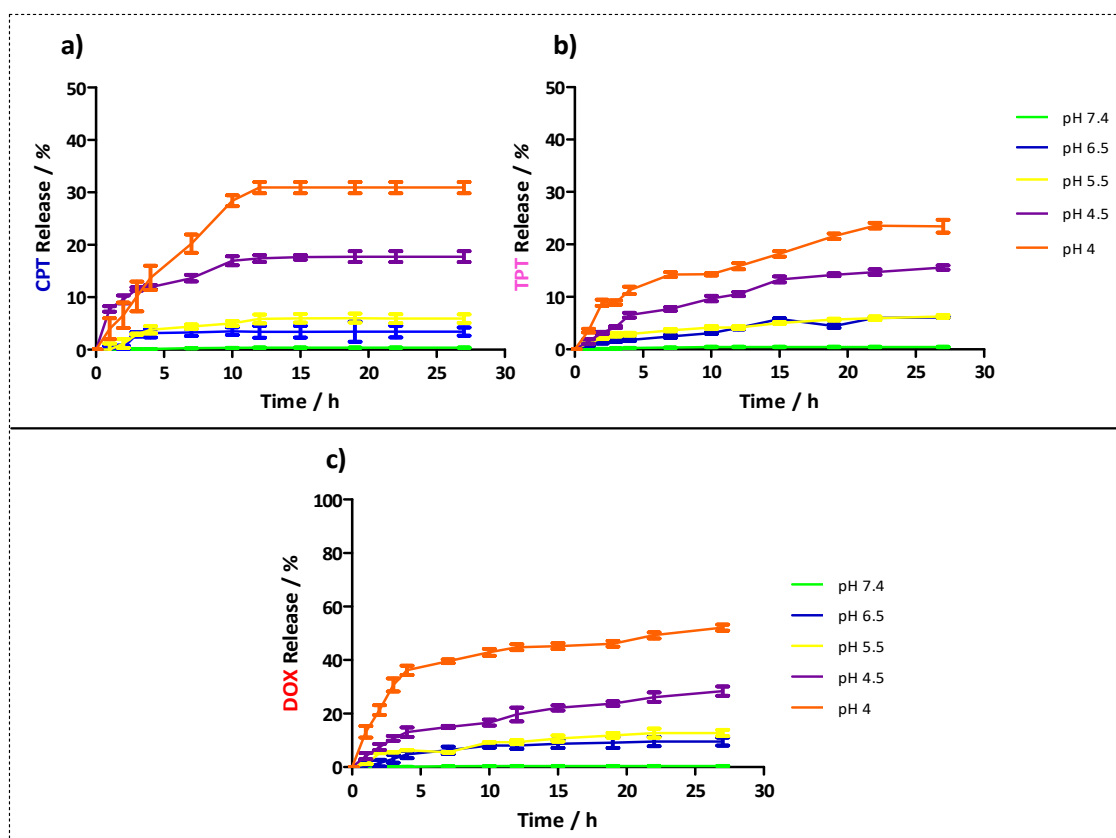 a)
CPT Release / %
50
40
30
20
10
0
0 5 10 15 20 25 30
Time / h
b)
TPT Release / %
50
40
30
20
10
0
0 5 10 15 20 25 30
Time / h
pH 7.4
pH 6.5
pH 5.5
pH 4.5
pH 4
c)
DOX Release / %
100
80
60
40
20
0
0 5 10 15 20 25 30
Time / h
pH 7.4
pH 6.5
pH 5.5
pH 4.5
pH 4